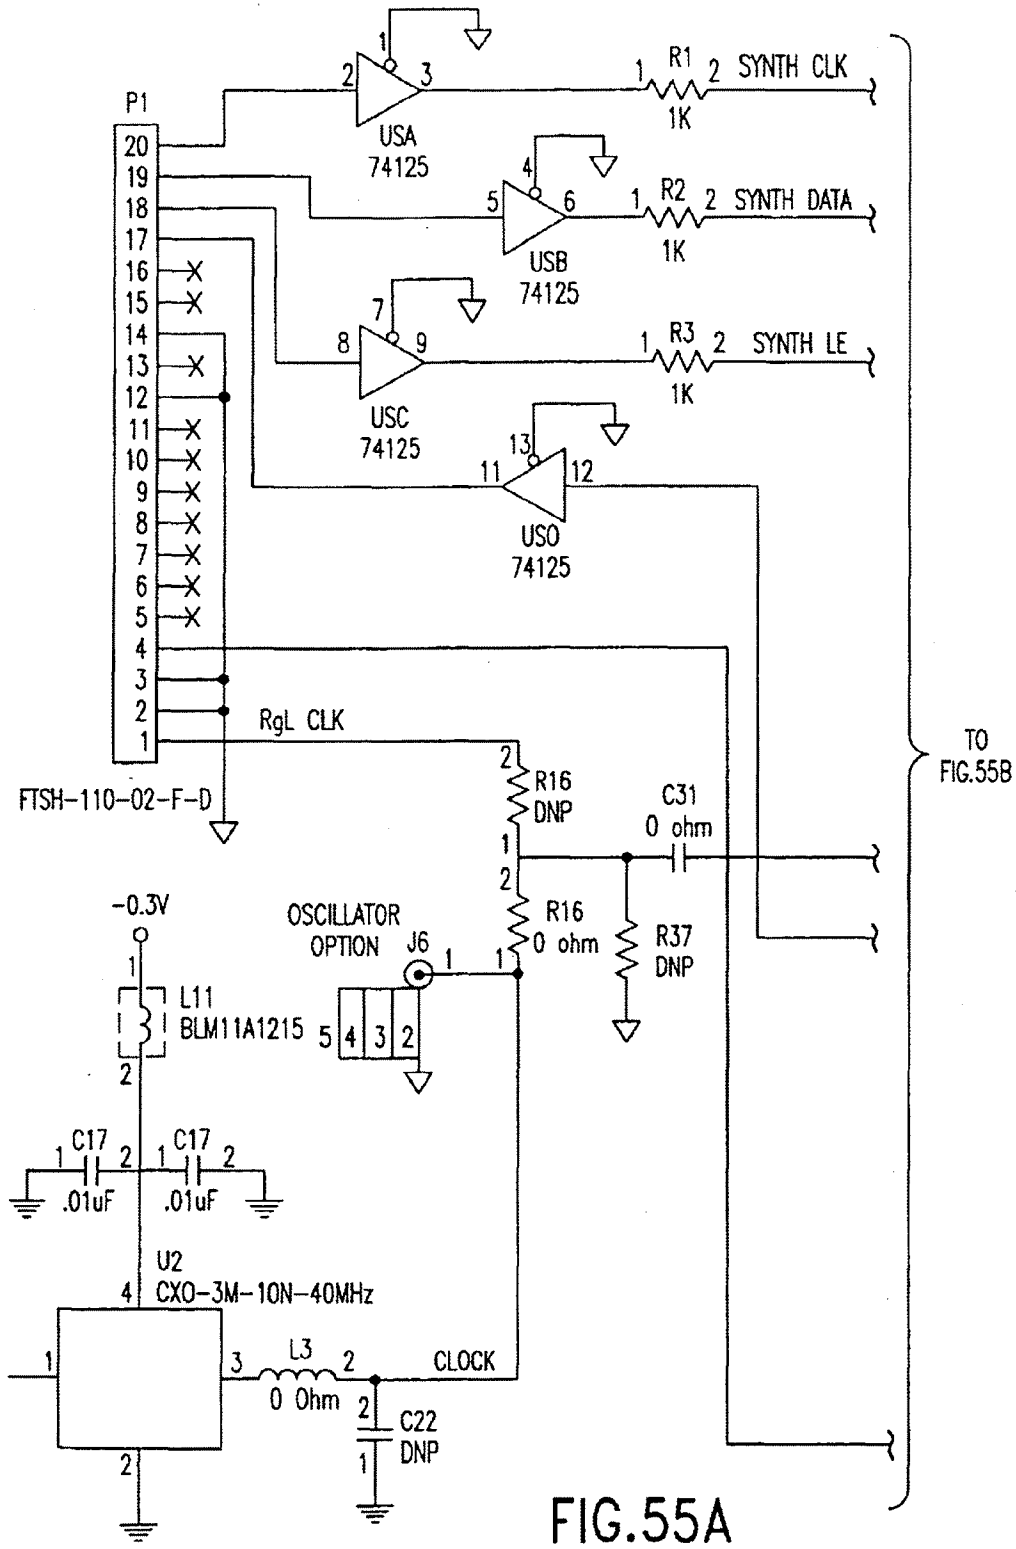 1
2
3
USA
74125
R1
1
2
1K
SYNTH CLK
P1
20
19
18
17
16
15
14
13
12
11
10
9
8
7
6
5
4
3
2
1
FTSH-110-02-F-D
4
5
6
USB
74125
R2
1
2
1K
SYNTH DATA
7
8
9
USC
74125
R3
1
2
1K
SYNTH LE
13
11
12
USO
74125
RgL CLK
2
R16
DNP
1
C31
0 ohm
TO
FIG.55B
2
R16
0 ohm
1
R37
DNP
OSCILLATOR
OPTION
J6
1
5
4
3
2
-0.3V
1
L11
BLM11A1215
2
C17
1
2
.01uF
C17
1
2
.01uF
U2
4
CXO-3M-10N-40MHz
1
3
2
L3
2
0 Ohm
CLOCK
2
C22
DNP
1
FIG.55A